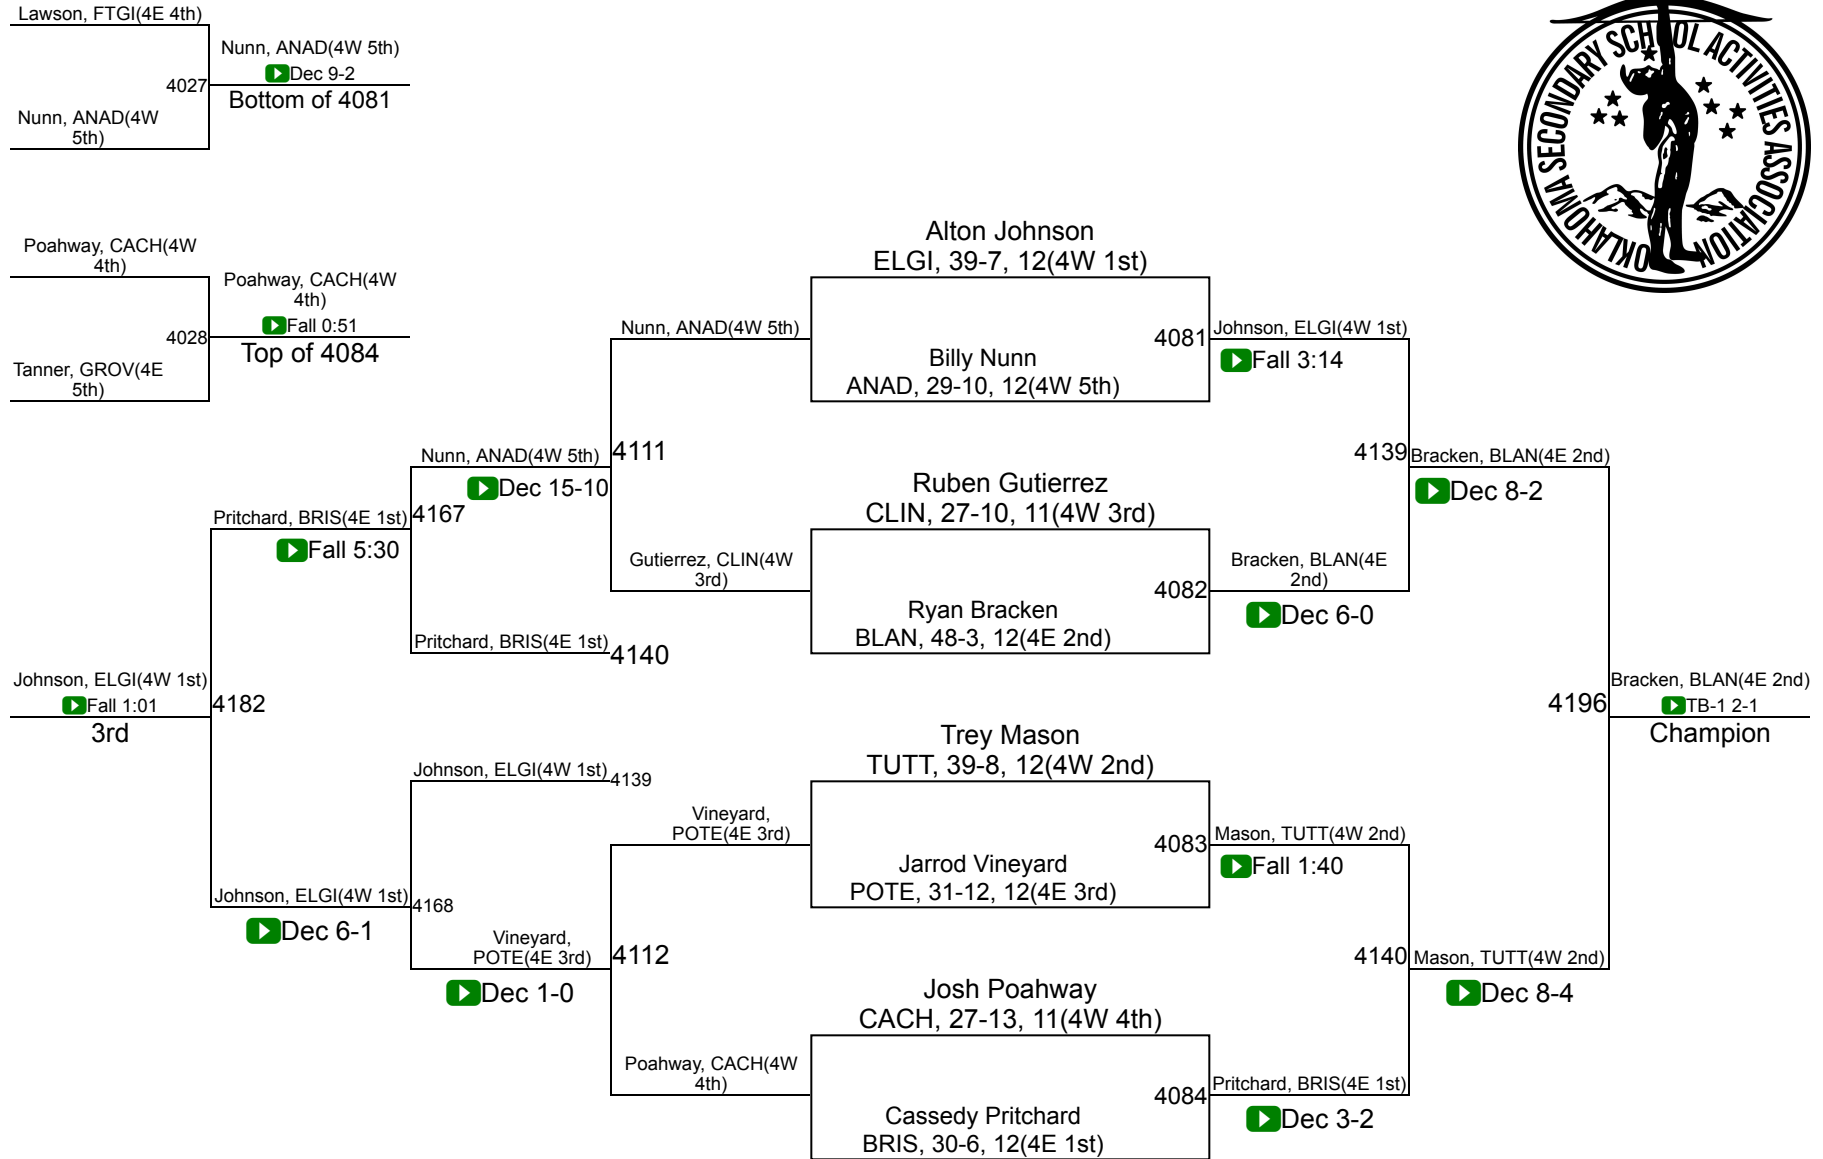 Lawson, FTGI(4E 4th)
Nunn, ANAD(4W 5th)
Dec 9-2
4027
Bottom of 4081
Nunn, ANAD(4W
5th)
OKLAHOMA SECONDARY SCHOOL ACTIVITIES ASSOCIATION
Poahway, CACH(4W
4th)
Poahway, CACH(4W
4th)
Fall 0:51
4028
Top of 4084
Tanner, GROV(4E
5th)
Alton Johnson
ELGI, 39-7, 12(4W 1st)
Nunn, ANAD(4W 5th)
4081
Johnson, ELGI(4W 1st)
Billy Nunn
Fall 3:14
ANAD, 29-10, 12(4W 5th)
Nunn, ANAD(4W 5th)
4111
4139
Bracken, BLAN(4E 2nd)
Dec 15-10
Dec 8-2
Ruben Gutierrez
CLIN, 27-10, 11(4W 3rd)
Pritchard, BRIS(4E 1st)
4167
Fall 5:30
Gutierrez, CLIN(4W
3rd)
4082
Bracken, BLAN(4E
2nd)
Ryan Bracken
Dec 6-0
BLAN, 48-3, 12(4E 2nd)
Pritchard, BRIS(4E 1st)
4140
Johnson, ELGI(4W 1st)
Fall 1:01
4182
3rd
4196
Bracken, BLAN(4E 2nd)
TB-1 2-1
Champion
Trey Mason
TUTT, 39-8, 12(4W 2nd)
Johnson, ELGI(4W 1st)
4139
Vineyard,
POTE(4E 3rd)
4083
Mason, TUTT(4W 2nd)
Jarrod Vineyard
Fall 1:40
POTE, 31-12, 12(4E 3rd)
Johnson, ELGI(4W 1st)
4168
Dec 6-1
Vineyard,
POTE(4E 3rd)
4112
4140
Mason, TUTT(4W 2nd)
Dec 1-0
Dec 8-4
Josh Poahway
CACH, 27-13, 11(4W 4th)
Poahway, CACH(4W
4th)
4084
Pritchard, BRIS(4E 1st)
Cassedy Pritchard
Dec 3-2
BRIS, 30-6, 12(4E 1st)